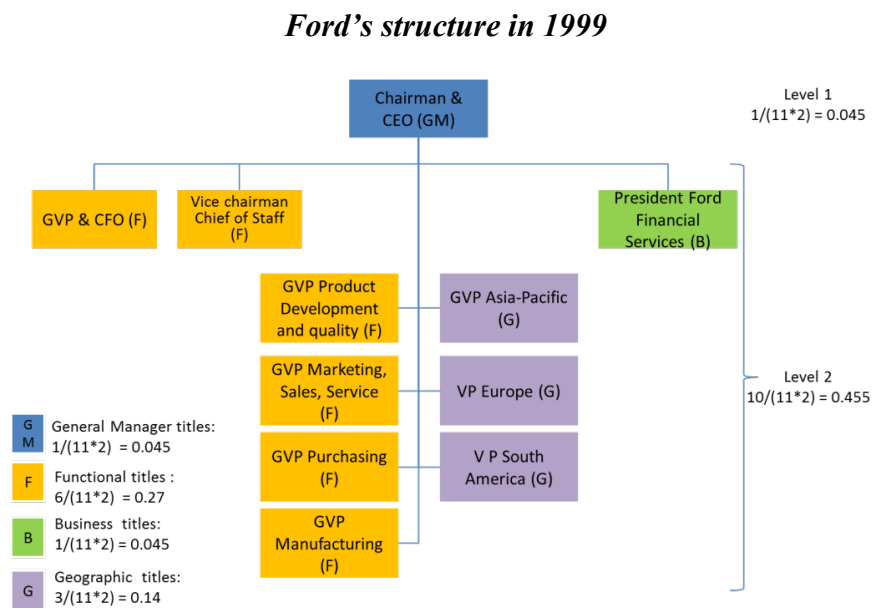 Ford’s structure in 1999
Chairman &
CEO (GM)
Level 1
1/(11*2) = 0.045
GVP & CFO (F)
Vice chairman
Chief of Staff
(F)
President Ford
Financial
Services (B)
GVP Product
Development
and quality (F)
GVP Asia-Pacific
(G)
GVP Marketing,
Sales, Service
(F)
VP Europe (G)
Level 2
10/(11*2) = 0.455
GVP Purchasing
(F)
V P South
America (G)
GVP
Manufacturing
(F)
G
M
General Manager titles:
1/(11*2) = 0.045
F
Functional titles :
6/(11*2) = 0.27
B
Business titles:
1/(11*2) = 0.045
G
Geographic titles:
3/(11*2) = 0.14